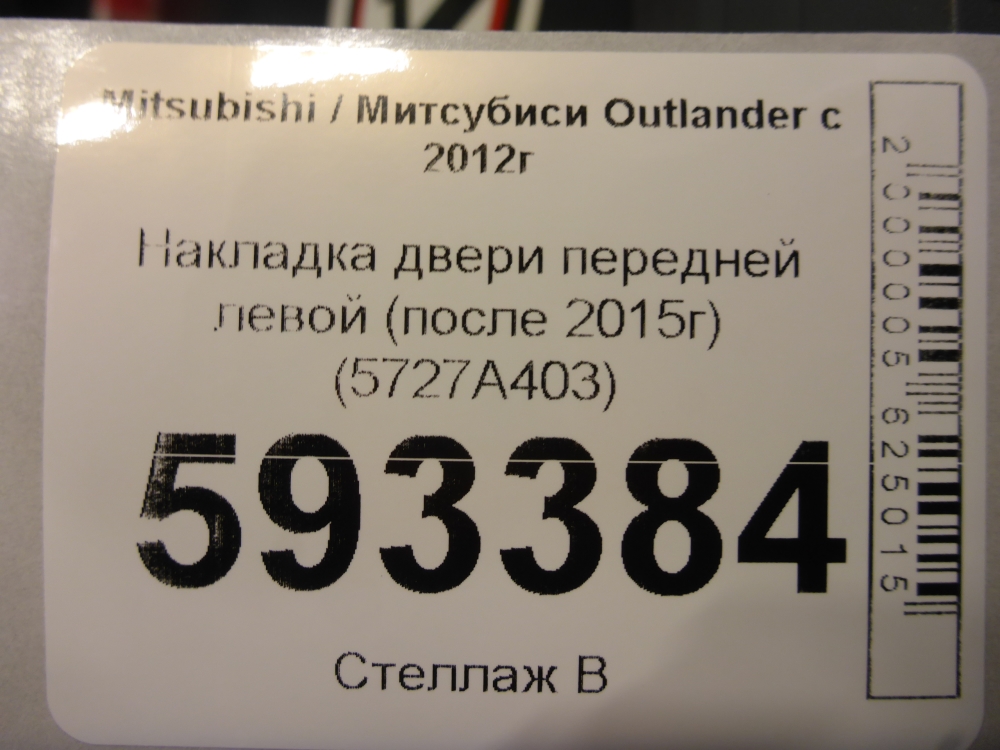 Mitsubishi / Митсубиси Outlander с
2012г
Накладка двери передней
левой (после 2015г)
(5727A403)
593384
Стеллаж В
2000005625015